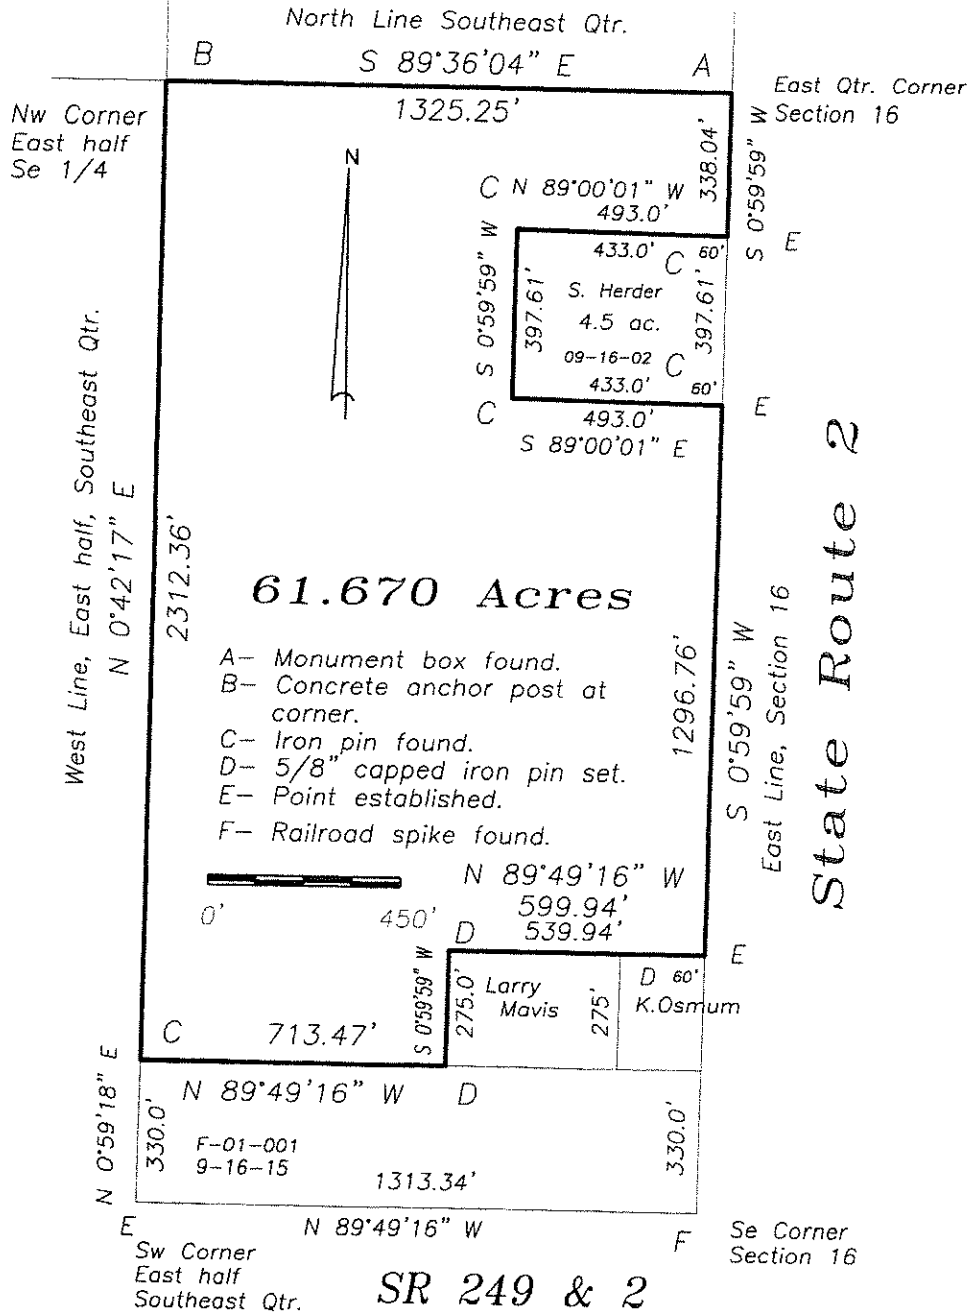 North Line Southeast Qtr.
B
S 89°36'04" E
A
1325.25'
East Qtr. Corner
Section 16
Nw Corner
East half
Se 1/4
N
338.04'
S 0°59'59" W
C
N 89°00'01" W
493.0'
E
S 0°59'59" W
397.61'
433.0'
C
60'
S. Herder
4.5 ac.
397.61'
09-16-02
C
433.0'
60'
E
C
493.0'
S 89°00'01" E
West Line, East half, Southeast Qtr.
N 0°42'17" E
2312.36'
61.670 Acres
A- Monument box found.
B- Concrete anchor post at
corner.
C- Iron pin found.
D- 5/8" capped iron pin set.
E- Point established.
F- Railroad spike found.
1296.76'
S 0°59'59" W
East Line, Section 16
State Route 2
0'
450'
N 89°49'16" W
599.94'
539.94'
D
E
S 0°59'59" W
275.0'
Larry
Mavis
275'
D
60'
K.Osmum
C
713.47'
N 89°49'16" W
D
N 0°59'18" E
330.0'
F-01-001
9-16-15
1313.34'
330.0'
E
N 89°49'16" W
F
Se Corner
Section 16
Sw Corner
East half
Southeast Qtr.
SR 249 & 2